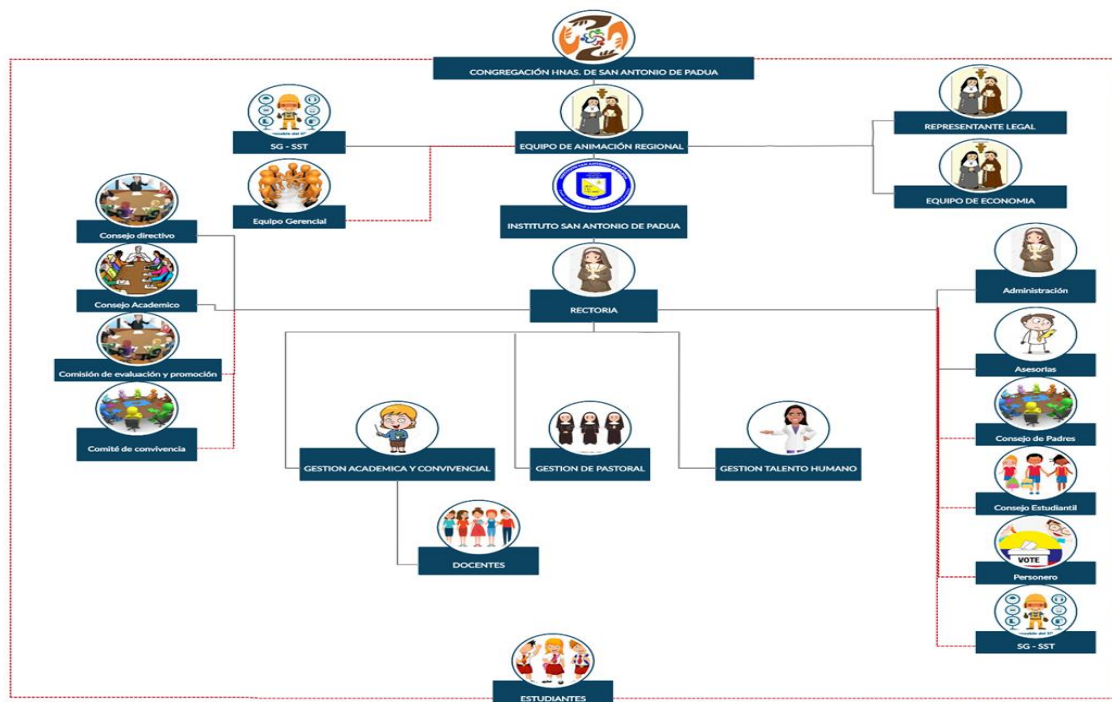 CONGREGACIÓN HNAS. DE SAN ANTONIO DE PADUA
SG - SST
EQUIPO DE ANIMACIÓN REGIONAL
REPRESENTANTE LEGAL
Equipo Gerencial
EQUIPO DE ECONOMIA
INSTITUTO SAN ANTONIO DE PADUA
Consejo directivo
Consejo Academico
RECTORIA
Administración
Comisión de evaluación y promoción
Asesorias
Comité de convivencia
Consejo de Padres
GESTION ACADEMICA Y CONVIVENCIAL
GESTION DE PASTORAL
GESTION TALENTO HUMANO
Consejo Estudiantil
DOCENTES
VOTE
Personero
SG - SST
ESTUDIANTES